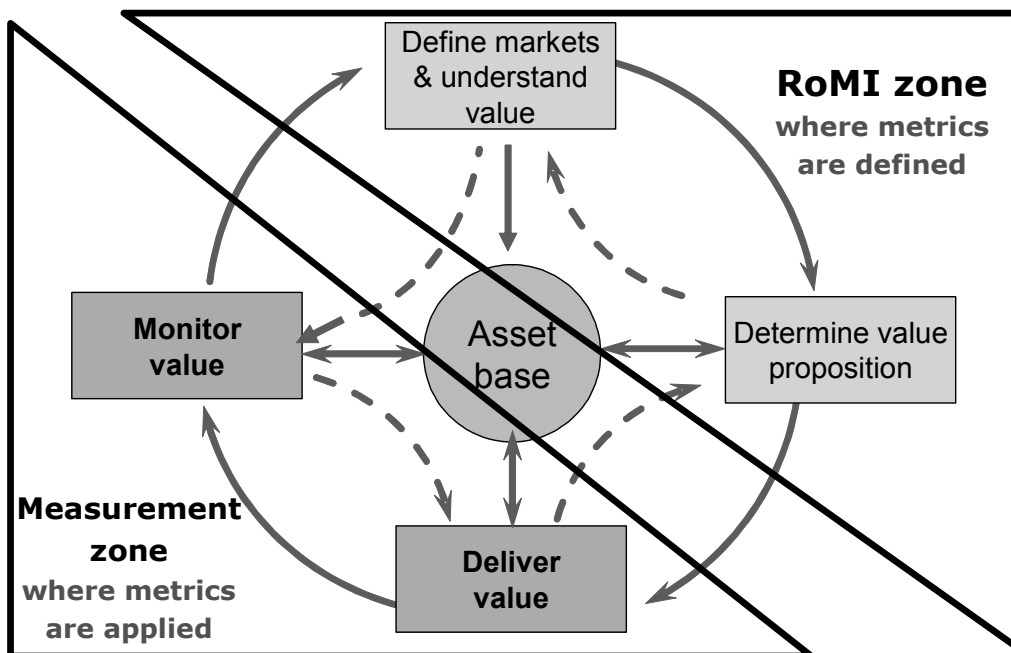 Define markets
& understand
value
RoMI zone
where metrics
are defined
Monitor
value
Asset
base
Determine value
proposition
Measurement
zone
where metrics
are applied
Deliver
value